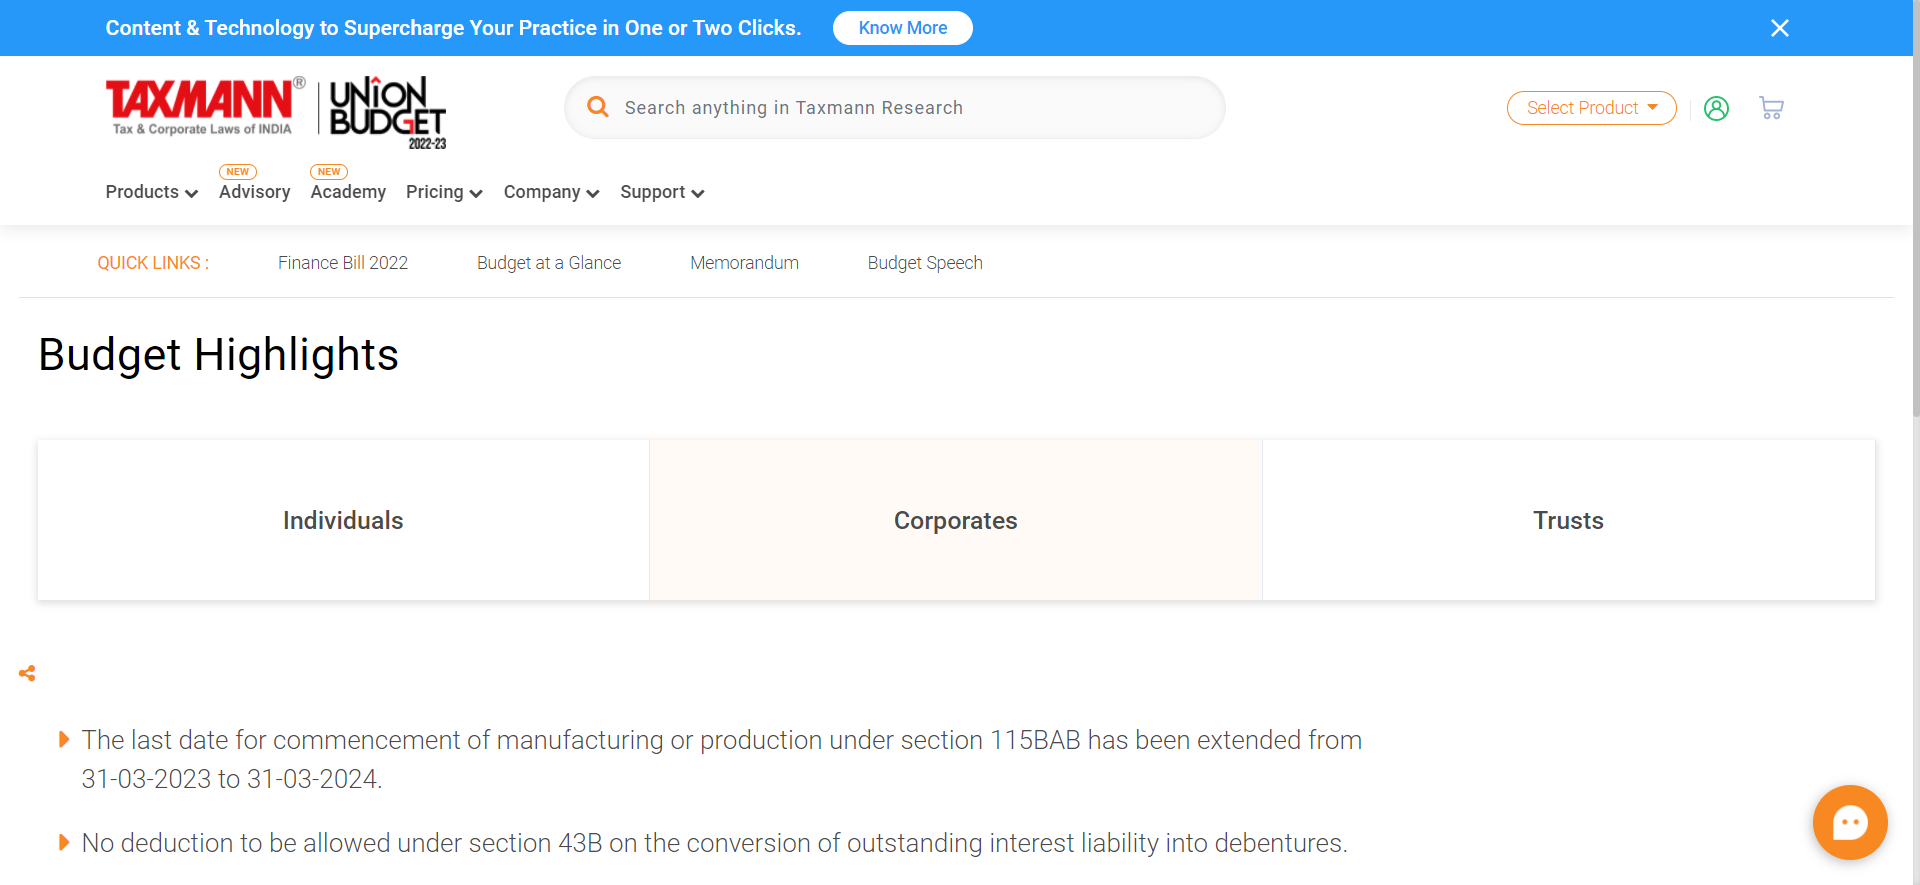 Content & Technology to Supercharge Your Practice in One or Two Clicks.
Know More
TAXMANN®
Tax & Corporate Laws of INDIA
UNION
BUDGET
2022-23
Search anything in Taxmann Research
Select Product
NEW
NEW
Products
Advisory
Academy
Pricing
Company
Support
QUICK LINKS :
Finance Bill 2022
Budget at a Glance
Memorandum
Budget Speech
Budget Highlights
Individuals
Corporates
Trusts
The last date for commencement of manufacturing or production under section 115BAB has been extended from
31-03-2023 to 31-03-2024.
No deduction to be allowed under section 43B on the conversion of outstanding interest liability into debentures.